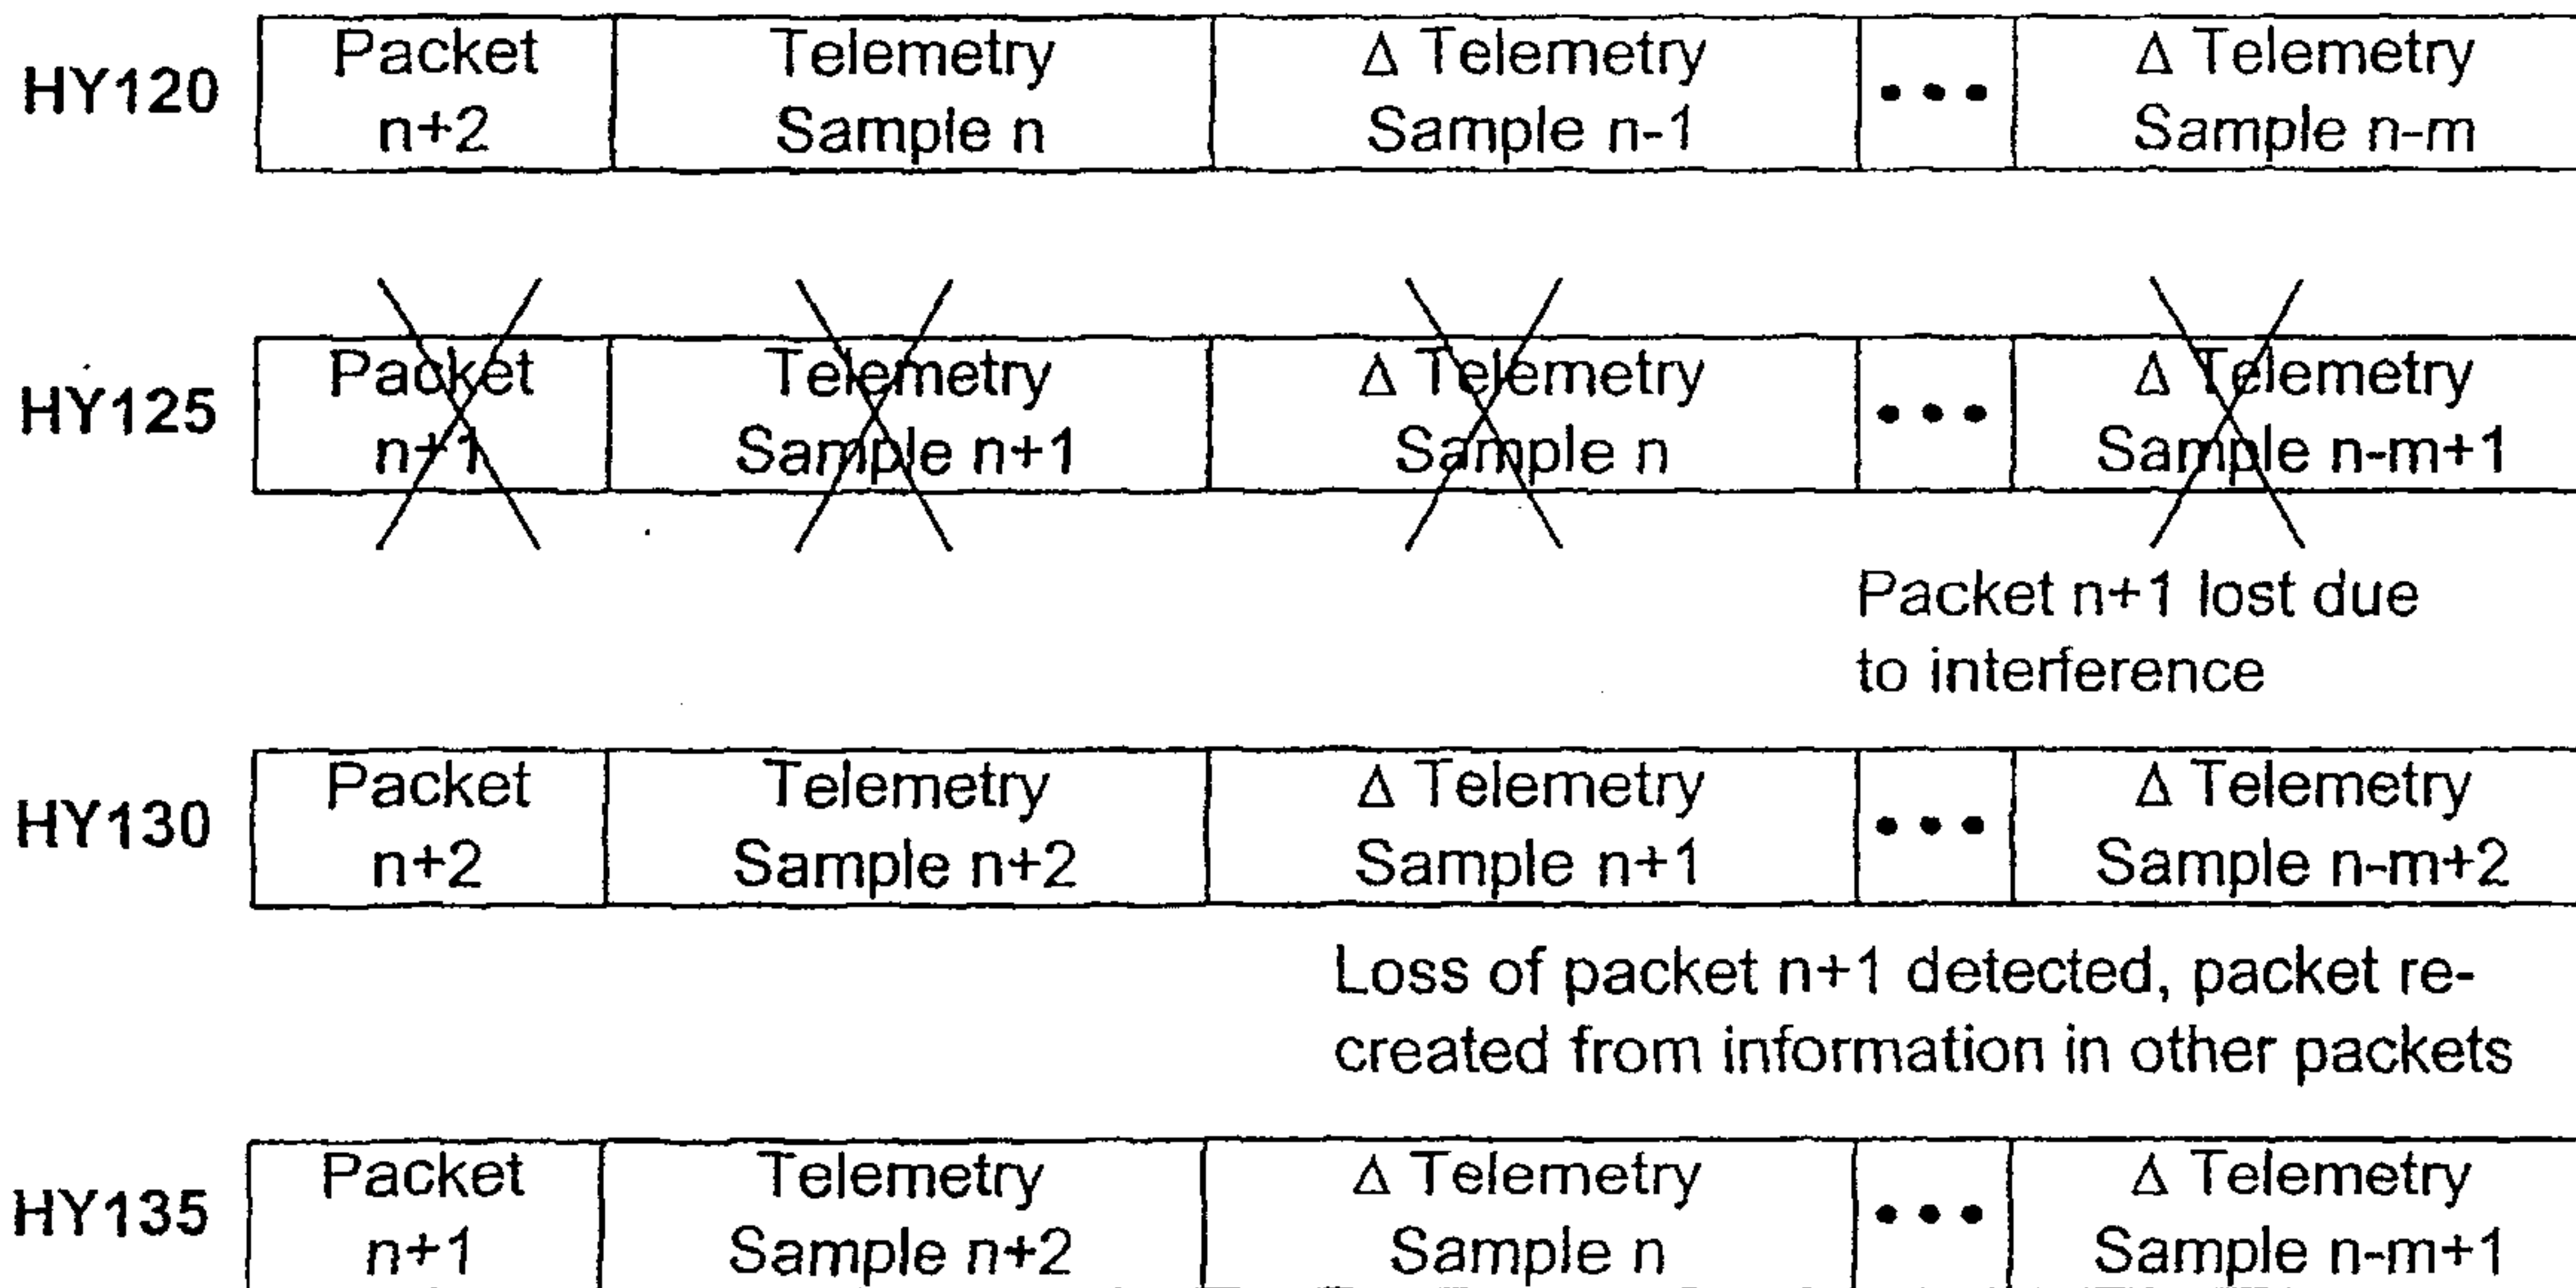 HY120
Packet
n+2
Telemetry
Sample n
Δ Telemetry
Sample n-1
•••
Δ Telemetry
Sample n-m
HY125
Packet
n+1
Telemetry
Sample n+1
Δ Telemetry
Sample n
•••
Δ Telemetry
Sample n-m+1
Packet n+1 lost due
to interference
HY130
Packet
n+2
Telemetry
Sample n+2
Δ Telemetry
Sample n+1
•••
Δ Telemetry
Sample n-m+2
Loss of packet n+1 detected, packet re-
created from information in other packets
HY135
Packet
n+1
Telemetry
Sample n+2
Δ Telemetry
Sample n
•••
Δ Telemetry
Sample n-m+1